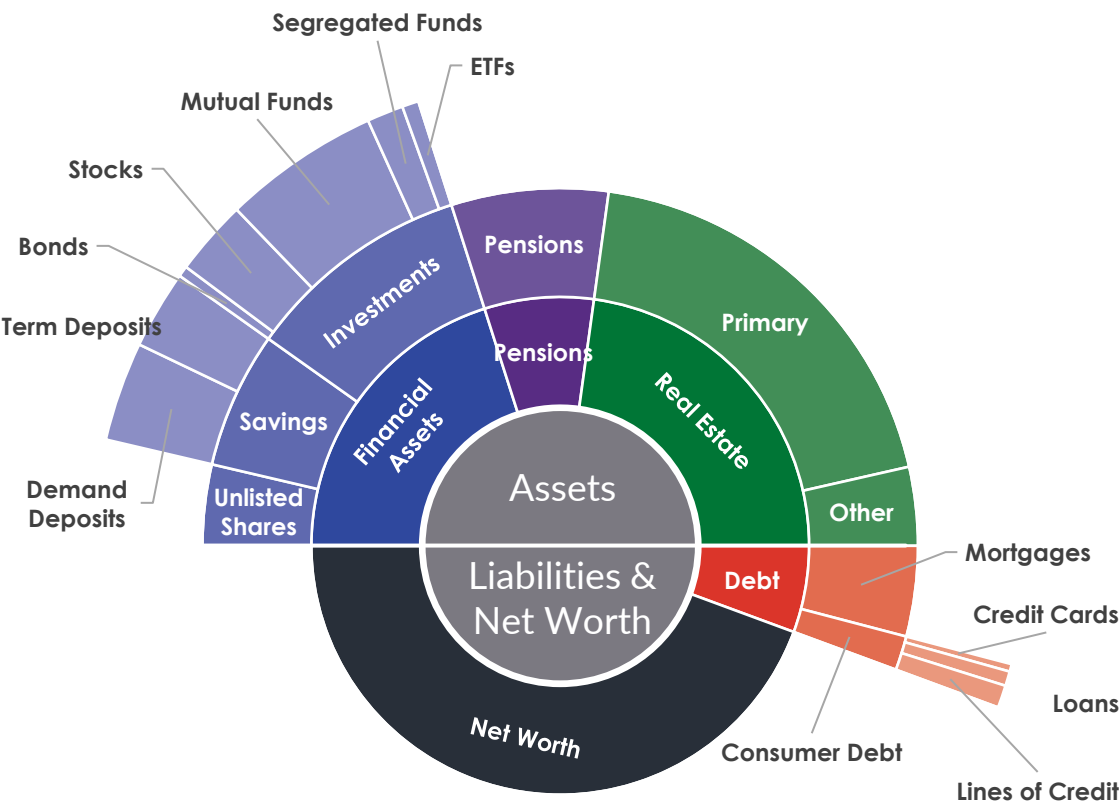 Segregated Funds
ETFs
Mutual Funds
Stocks
Bonds
Term Deposits
Demand
Deposits
Investments
Savings
Unlisted
Shares
Financial
Assets
Pensions
Pensions
Primary
Real Estate
Other
Assets
Liabilities &
Net Worth
Debt
Mortgages
Credit Cards
Loans
Lines of Credit
Consumer Debt
Net Worth